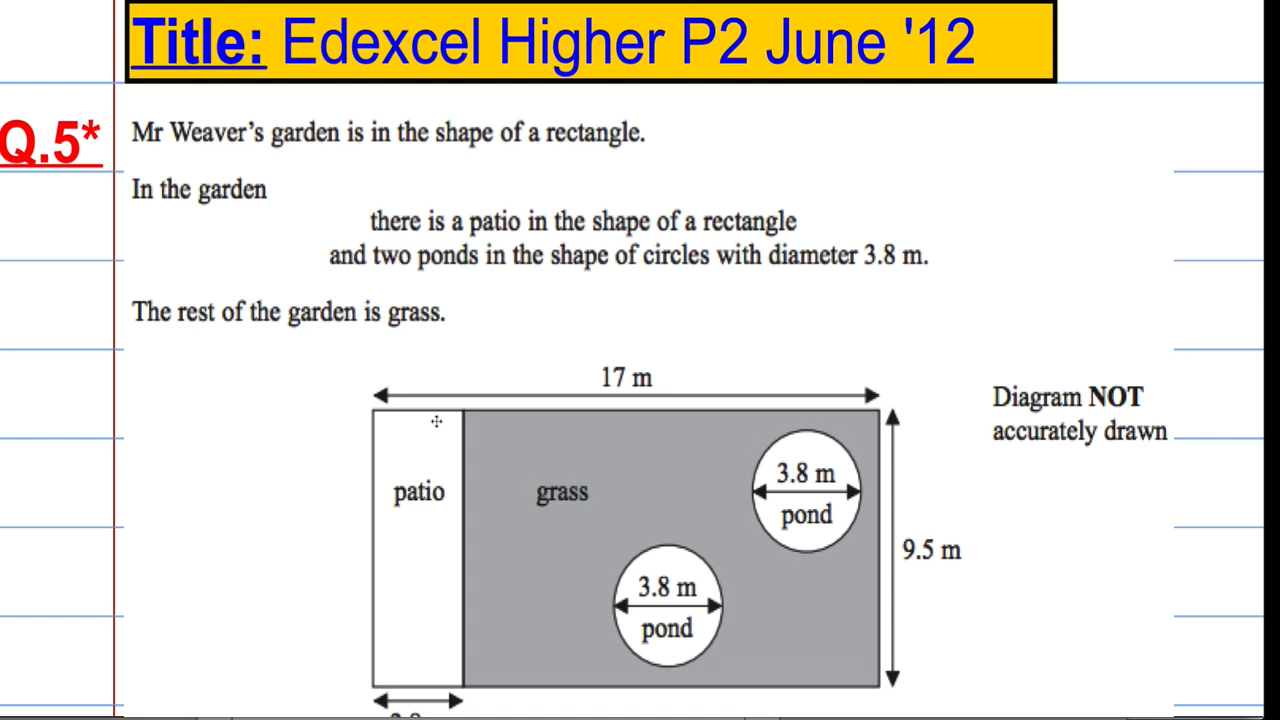 Title: Edexcel Higher P2 June '12
Q.5*
Mr Weaver's garden is in the shape of a rectangle.
In the garden
there is a patio in the shape of a rectangle
and two ponds in the shape of circles with diameter 3.8 m.
The rest of the garden is grass.
17 m
Diagram NOT
accurately drawn
patio
grass
3.8 m
pond
9.5 m
3.8 m
pond